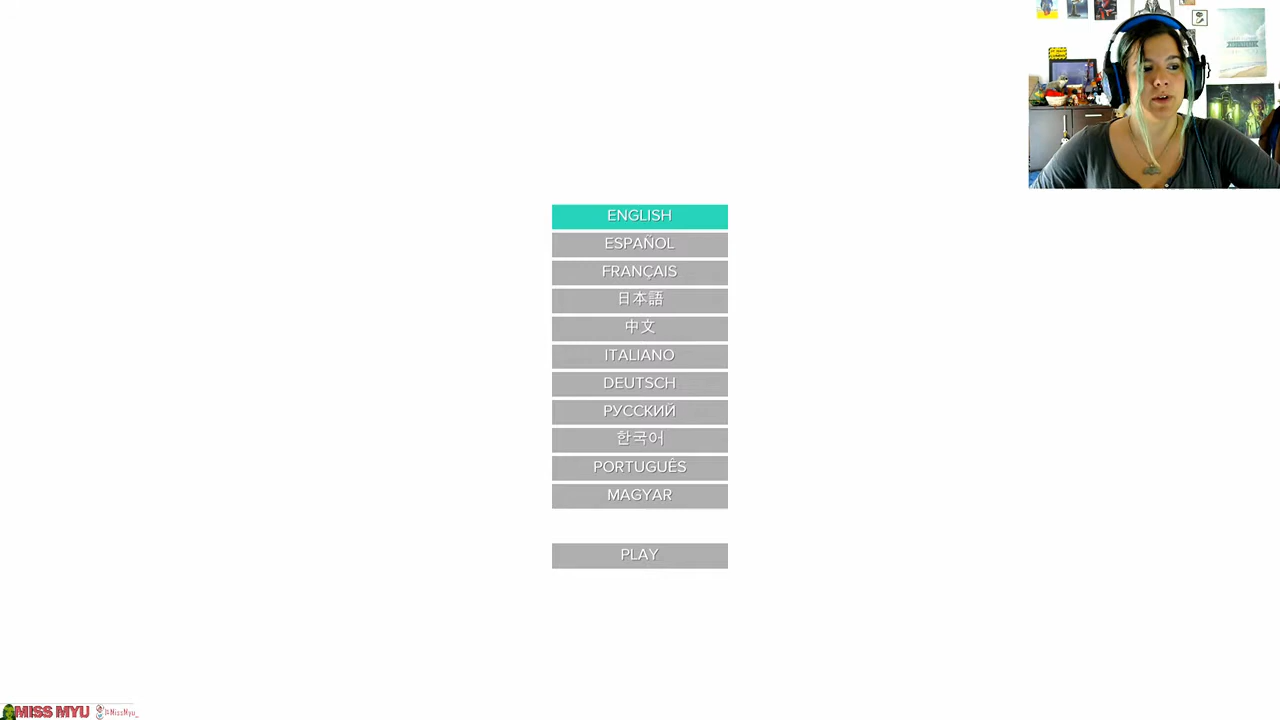 ENGLISH
ESPAÑOL
FRANÇAIS
日本語
中文
ITALIANO
DEUTSCH
РУССКИЙ
한국어
PORTUGUÊS
MAGYAR
PLAY
MISS MYU